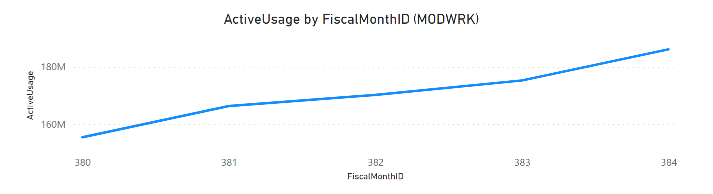 ActiveUsage by FiscalMonthID (MODWRK)
ActiveUsage
180M
160M
380 381 382 383 384
FiscalMonthID